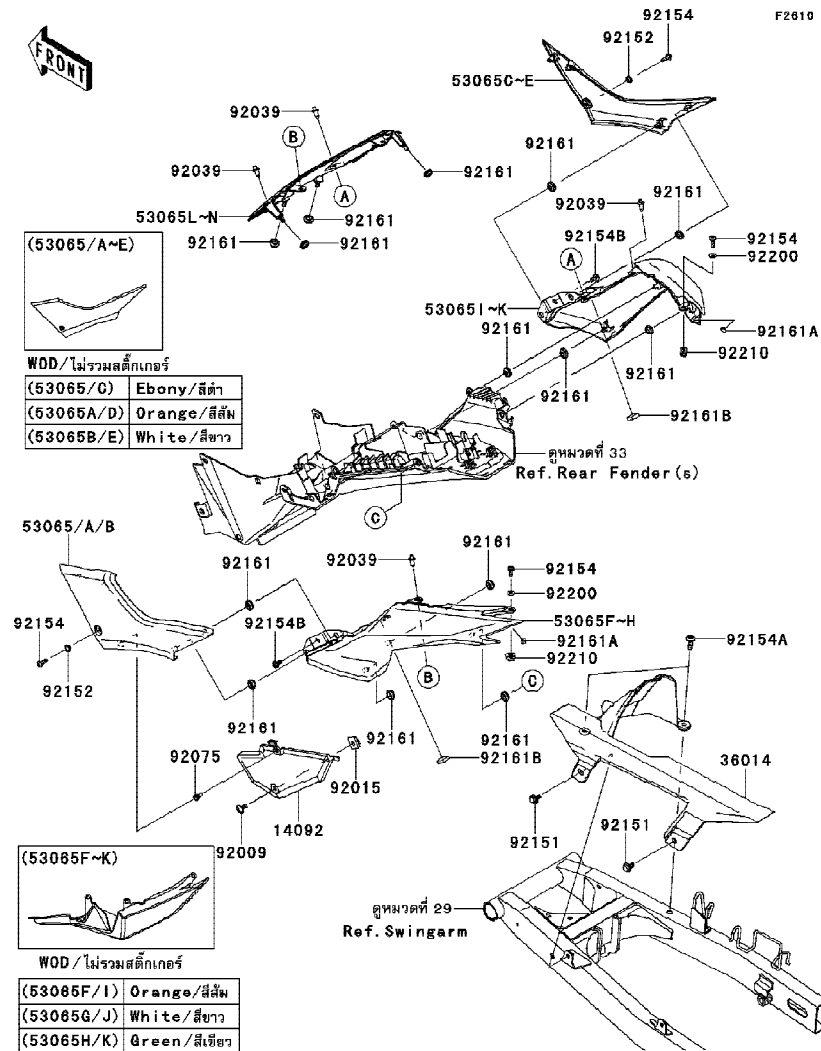 F2610
FRONT
92154
92152
53065C~E
92039
B
92161
92039
92161
A
92161
53065L~N
92161
92039
92161
92161
92161
(53065/A~E)
92154B
92154
A
92200
53065I~K
92161
92161A
WOD/ไม่รวมสติ๊กเกอร์
92210
92161
(53065/C) Ebony/สีดำ
92161
(53065A/D) Orange/สีส้ม
92161B
(53065B/E) White/สีขาว
ดูหมวดที่ 33
Ref.Rear Fender(s)
C
53065/A/B
92161
92039
92161
92154
92200
92154
92154B
53065F~H
92161A
92154A
92152
92210
B
C
92161
92161
92161
92075
92161B
92015
36014
14092
92009
92151
92151
(53065F~K)
ดูหมวดที่ 29
Ref.Swingarm
WOD/ไม่รวมสติ๊กเกอร์
(53065F/I) Orange/สีส้ม
(53065G/J) White/สีขาว
(53065H/K) Green/สีเขียว